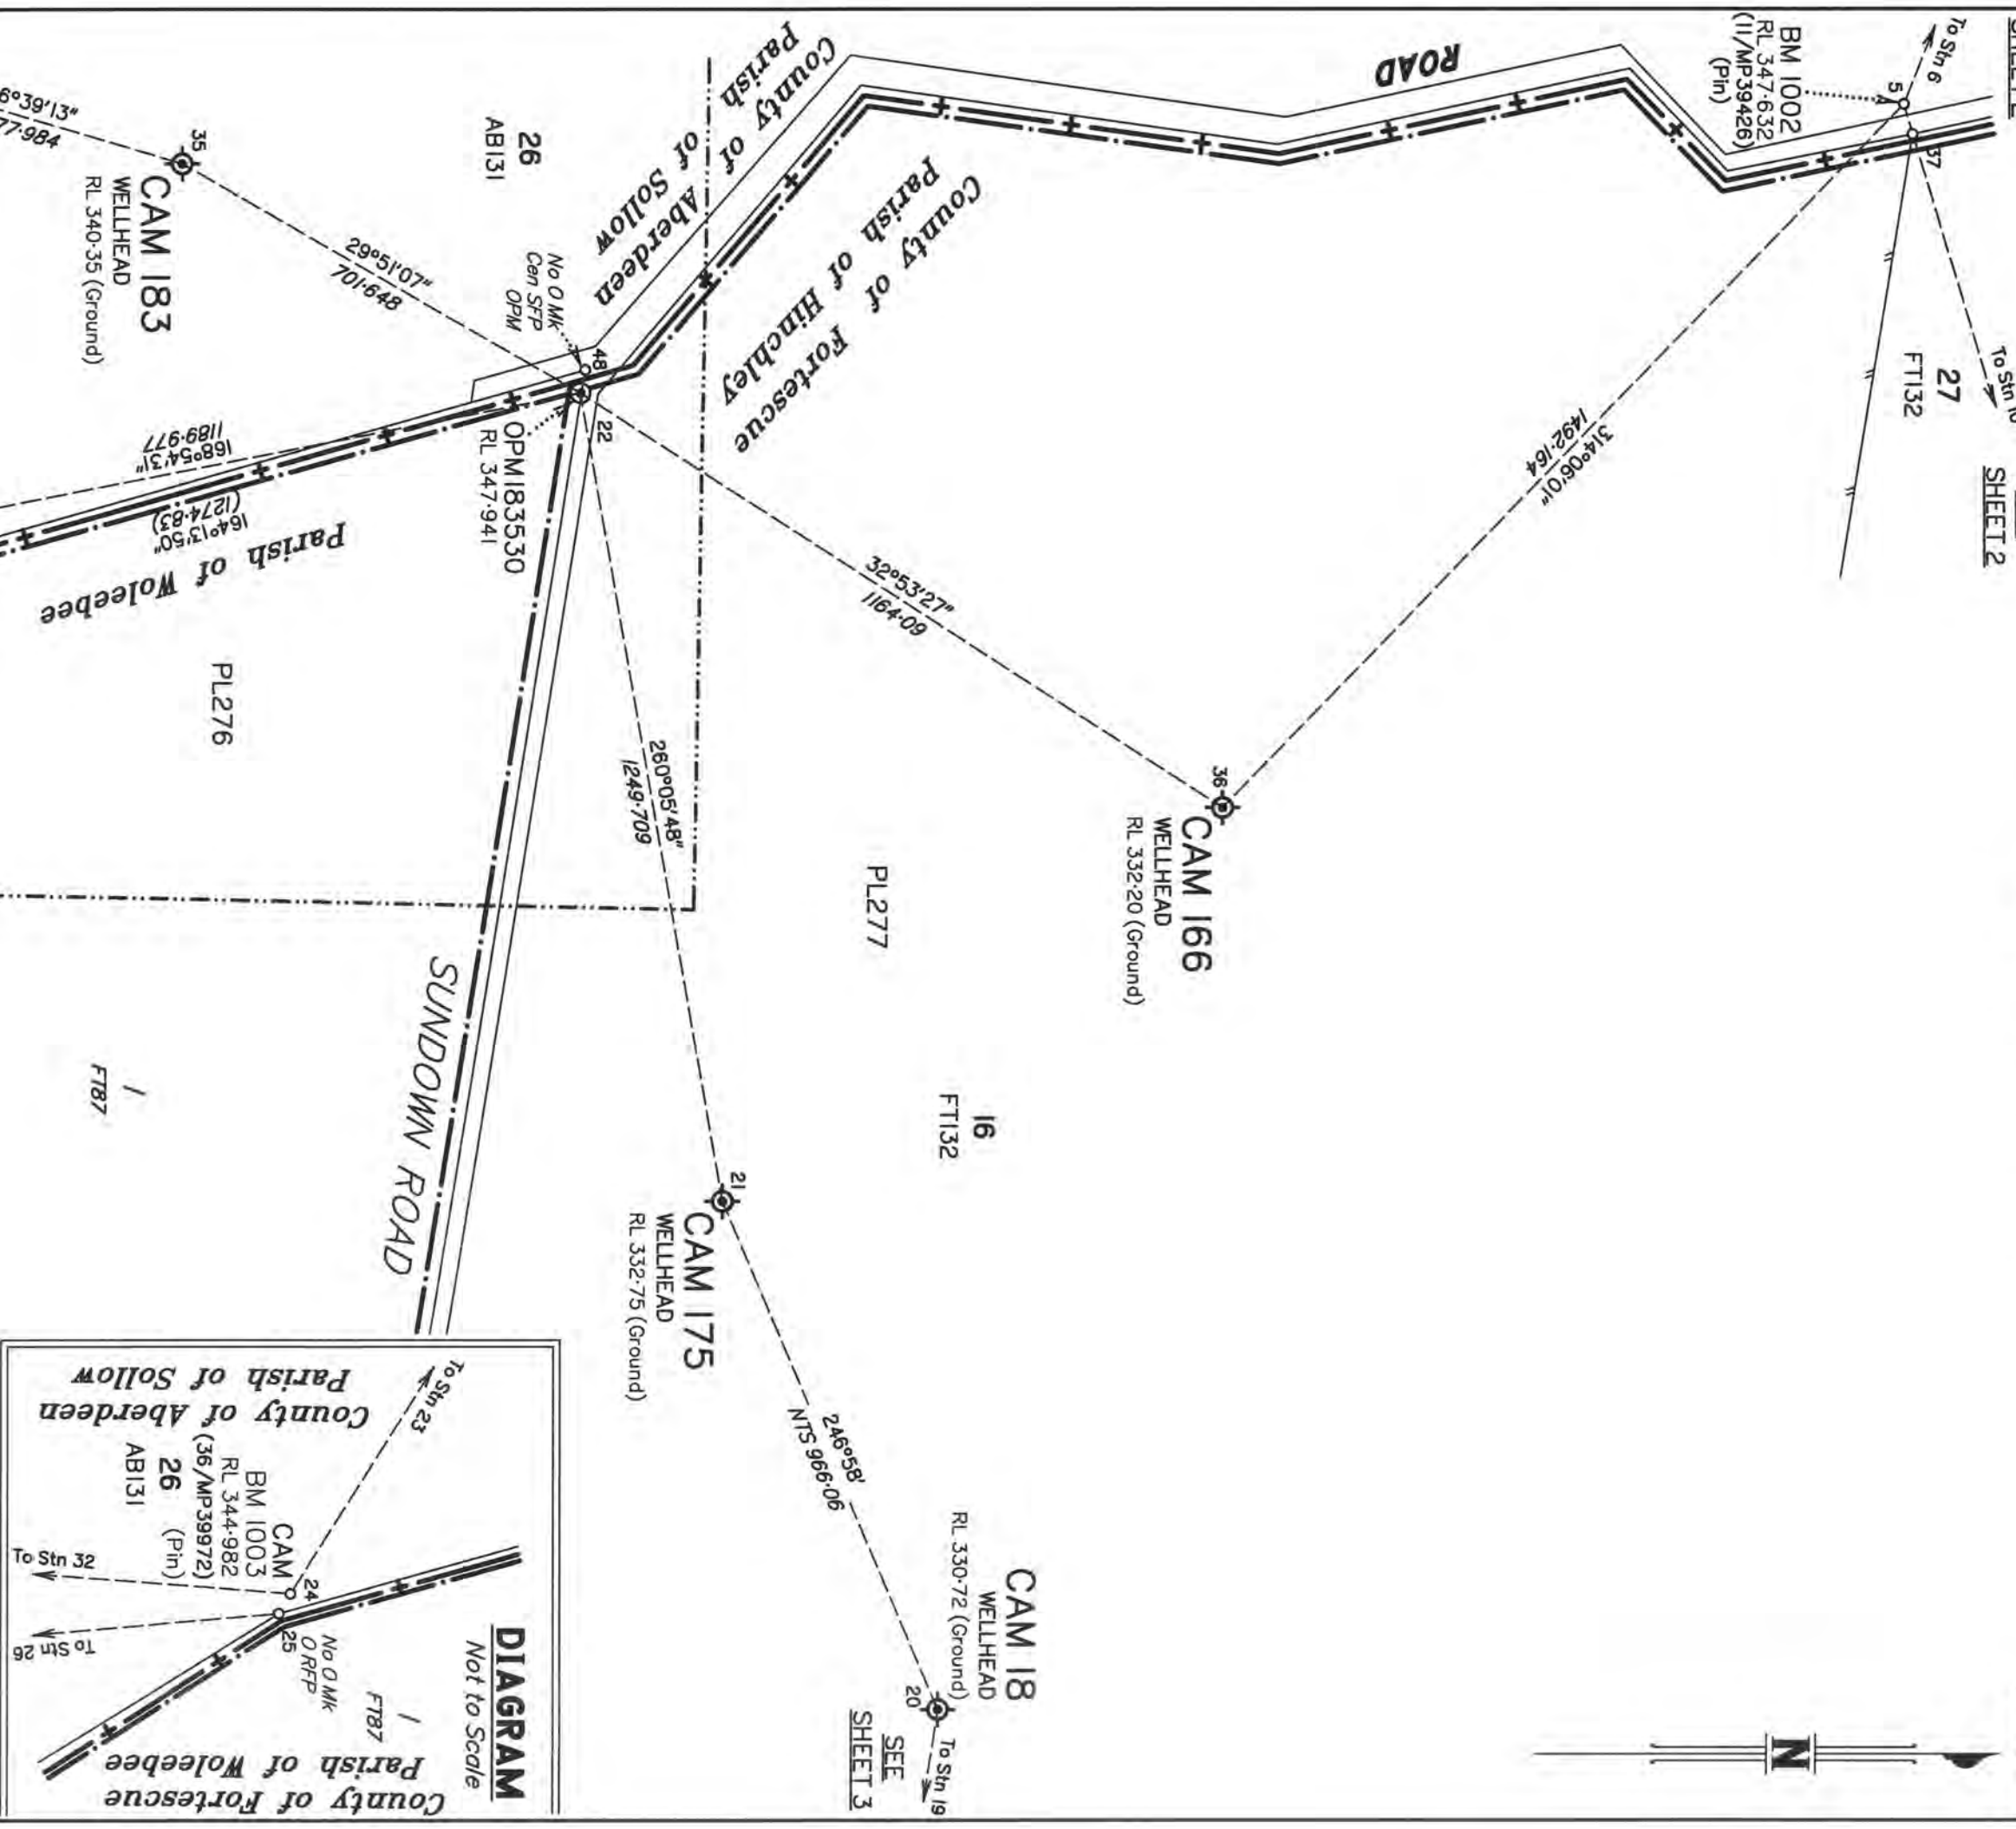 To Stn 6
5
37
BM 1002
RL 347·632
(11/MP39426)
(Pin)
To Stn
27
FT132
SHEET 2
ROAD
314°06'01"
1492·164
County of
Parish of
Aberdeen
Sollow
County of Fortescue
Parish of Hinchley
36
CAM 166
WELLHEAD
RL 332·20 (Ground)
32°53'27"
1164·09
26
AB131
No O Mk
Cen SFP
OPM
48
22
OPM183530
RL 347·941
35
CAM 183
WELLHEAD
RL 340·35 (Ground)
6°39'13"
77·984
29°51'07"
701·648
168°54'31"
1189·977
164°13'50"
(1274·83)
Parish of Woleebee
PL276
260°05'48"
1249·709
PL277
16
FT132
21
CAM 175
WELLHEAD
RL 332·75 (Ground)
246°58'
NTS 966·06
CAM 18
WELLHEAD
RL 330·72 (Ground)
20
To Stn 19
SEE
SHEET 3
SUNDOWN ROAD
1
FT87
N
DIAGRAM
Not to Scale
To Stn 23
County of Aberdeen
Parish of Sollow
CAM
BM 1003
RL 344·982
(36/MP39972)
(Pin)
26
AB131
24
25
No O Mk
O RFP
To Stn 32
To Stn 26
1
FT87
County of Fortescue
Parish of Woleebee